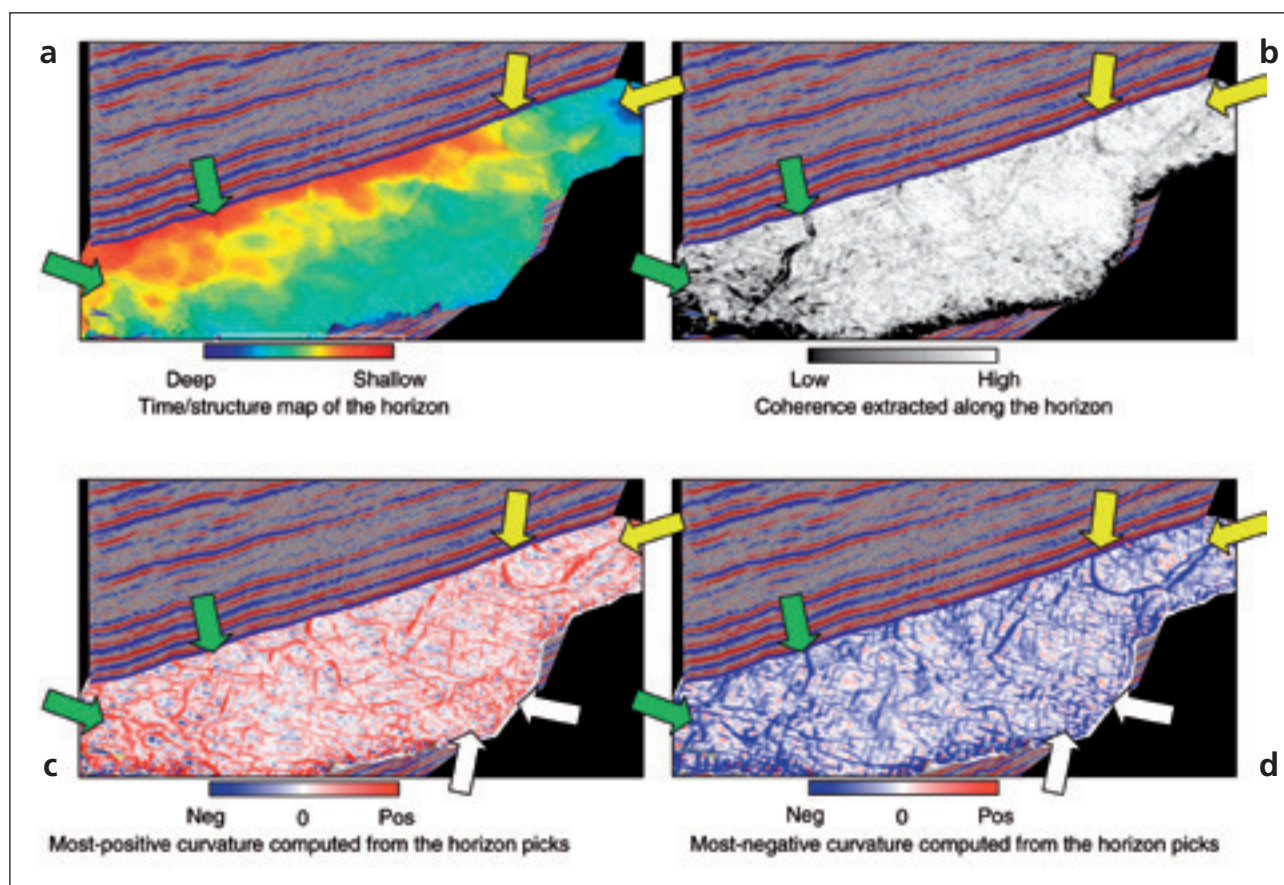 a
b
Deep Shallow
Time/structure map of the horizon
Low High
Coherence extracted along the horizon
c
d
Neg 0 Pos
Most-positive curvature computed from the horizon picks
Neg 0 Pos
Most-negative curvature computed from the horizon picks